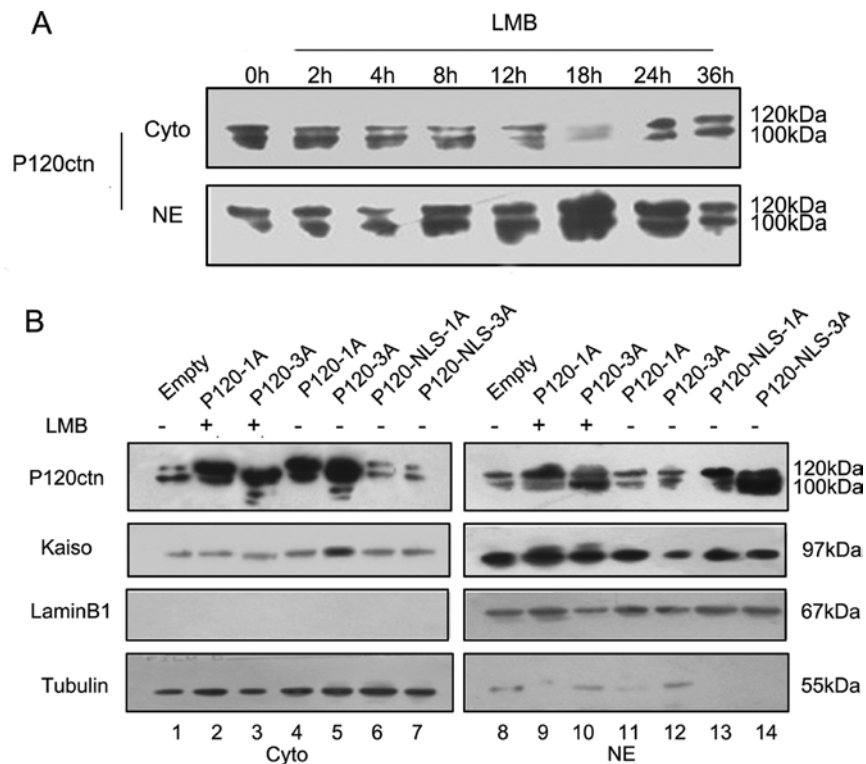 A
LMB
0h 2h 4h 8h 12h 18h 24h 36h
P120ctn
Cyto
120kDa
100kDa
NE
120kDa
100kDa
B
Empty P120-1A P120-3A P120-1A P120-3A P120-NLS-1A P120-NLS-3A Empty P120-1A P120-3A P120-1A P120-3A P120-NLS-1A P120-NLS-3A
LMB - + + - - - - - + + - - - -
P120ctn
120kDa
100kDa
Kaiso 97kDa
LaminB1 67kDa
Tubulin 55kDa
1 2 3 4 5 6 7 8 9 10 11 12 13 14
Cyto NE